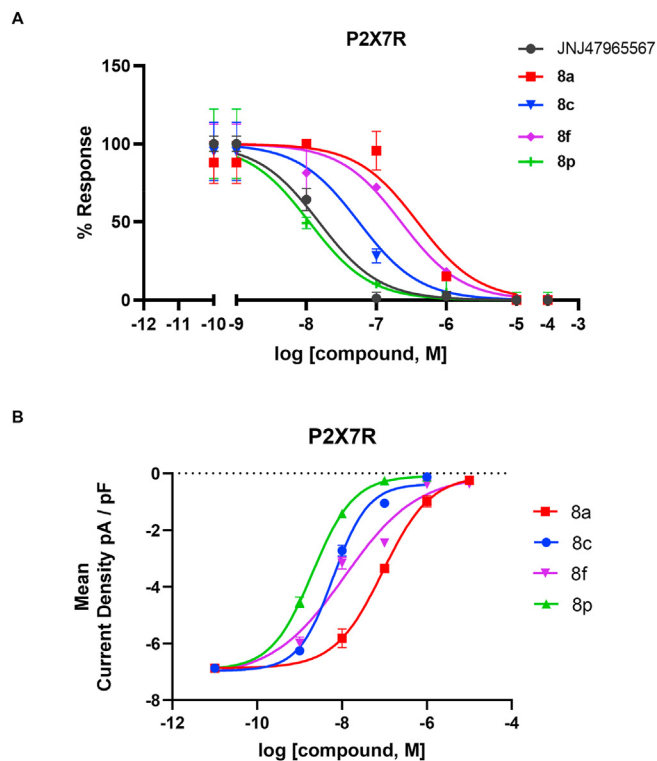 A
P2X7R
JNJ47965567
8a
8c
8f
8p
150
100
50
0
% Response
-12 -11 -10 -9 -8 -7 -6 -5 -4 -3
log [compound, M]
B
P2X7R
0
-2
-4
-6
-8
Mean
Current Density pA / pF
8a
8c
8f
8p
-12 -10 -8 -6 -4
log [compound, M]